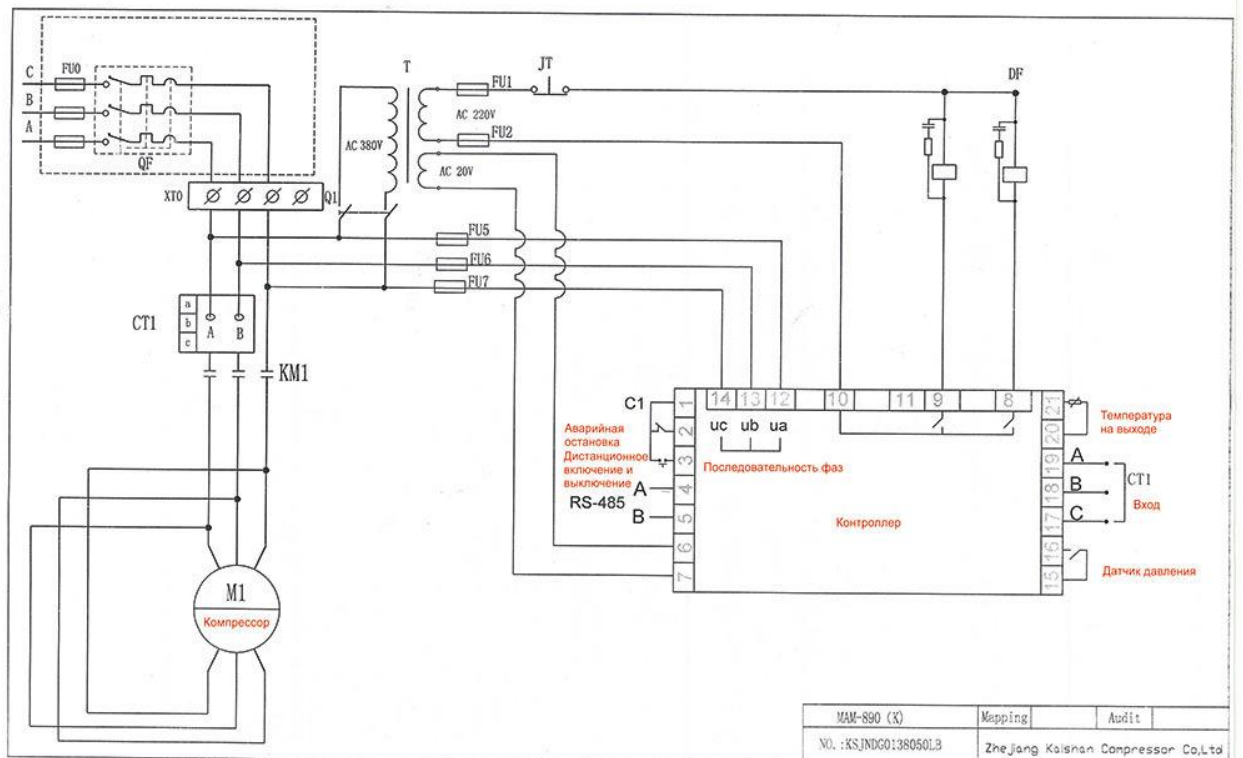 C
FU0
B
A
QF
XT0
Q1
T
AC 380V
FU1
JT
AC 220V
FU2
AC 20V
DF
FU5
FU6
FU7
CT1
a
b
c
A
B
KM1
M1
Компрессор
C1
Аварийная
остановка
Дистанционное
включение и
выключение
RS-485
A
B
1
2
3
4
5
6
7
14
13
12
10
11
9
8
uc
ub
ua
Последовательность фаз
Контроллер
21
20
19
18
17
16
15
Температура
на выходе
A
B
C
CT1
Вход
Датчик давления
MAM-890 (K)
Mapping
Audit
NO. :KSJNDG0138050LB
Zhejiang Kaishan Compressor Co,Ltd